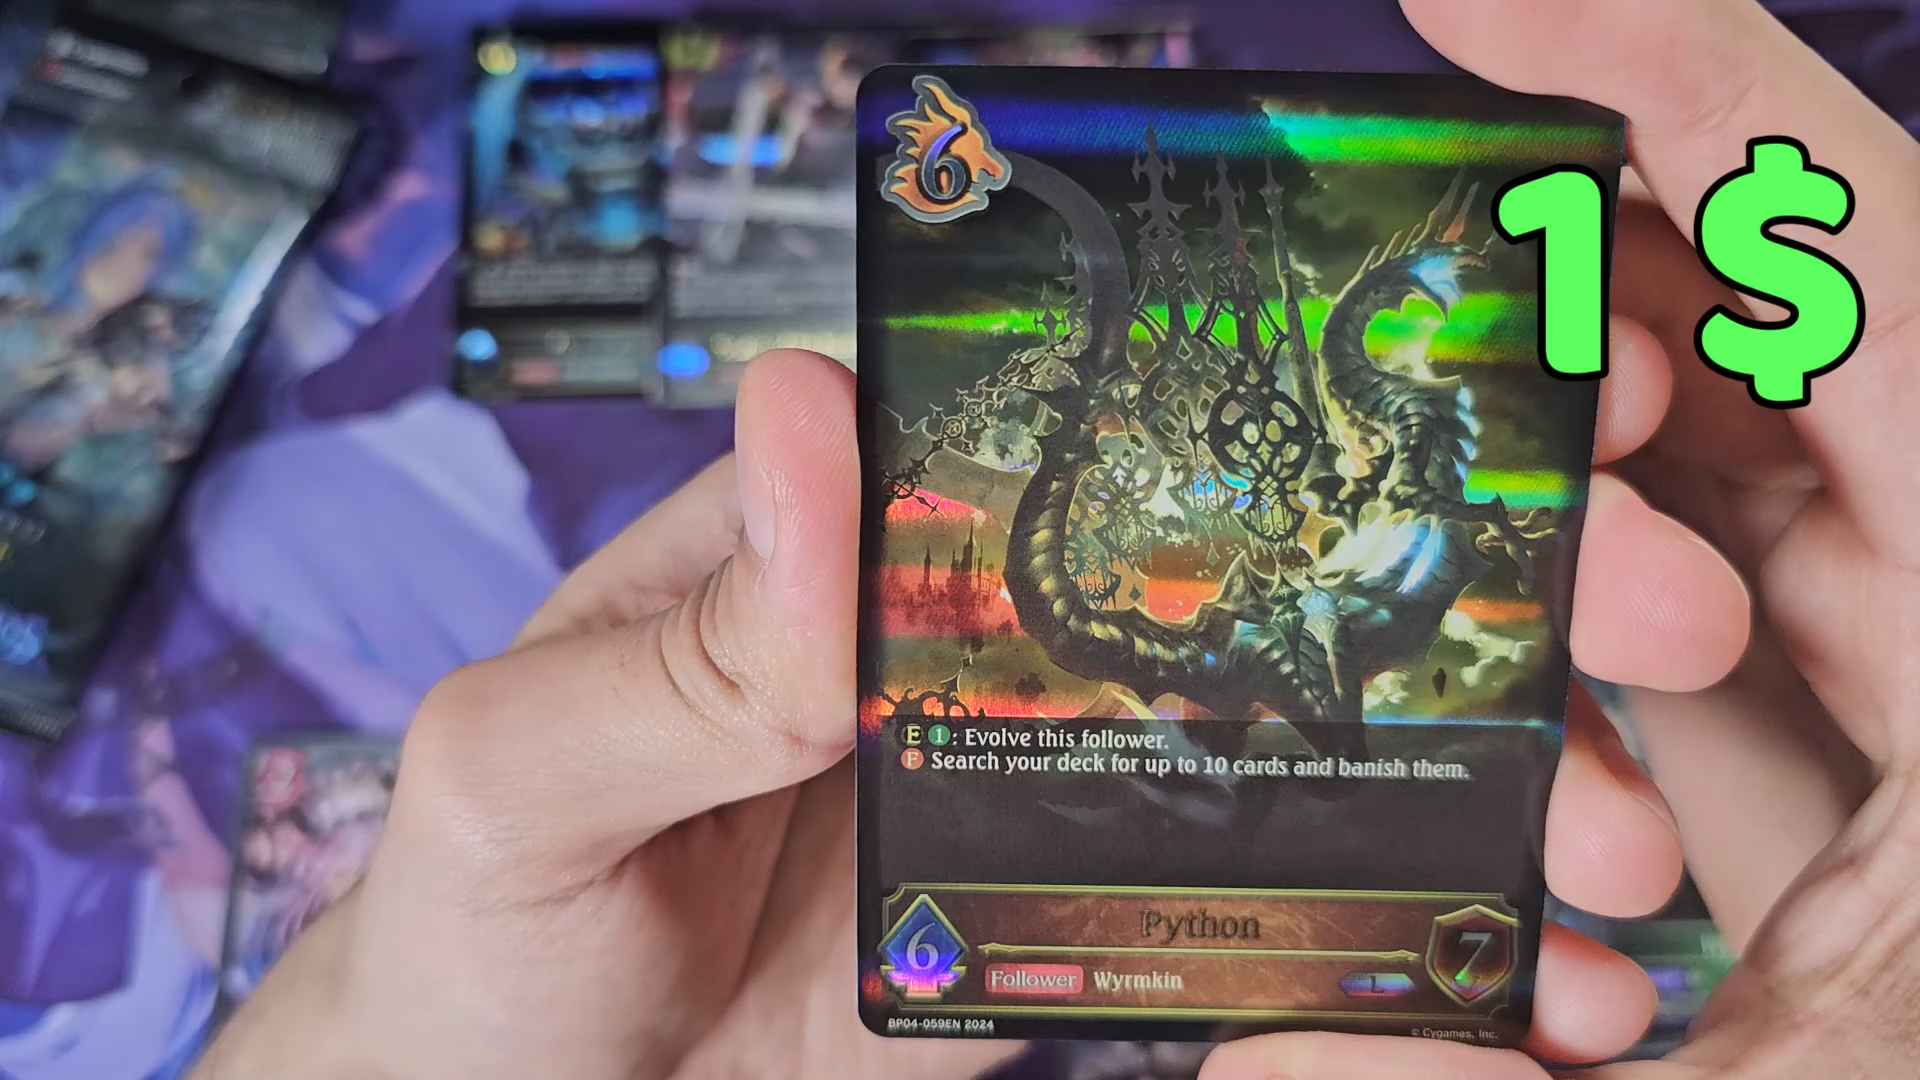 6
1 $
E 1: Evolve this follower.
F Search your deck for up to 10 cards and banish them.
Python
6
7
Follower Wyrmkin
L
BP04-059EN 2024
© Cygames, Inc.